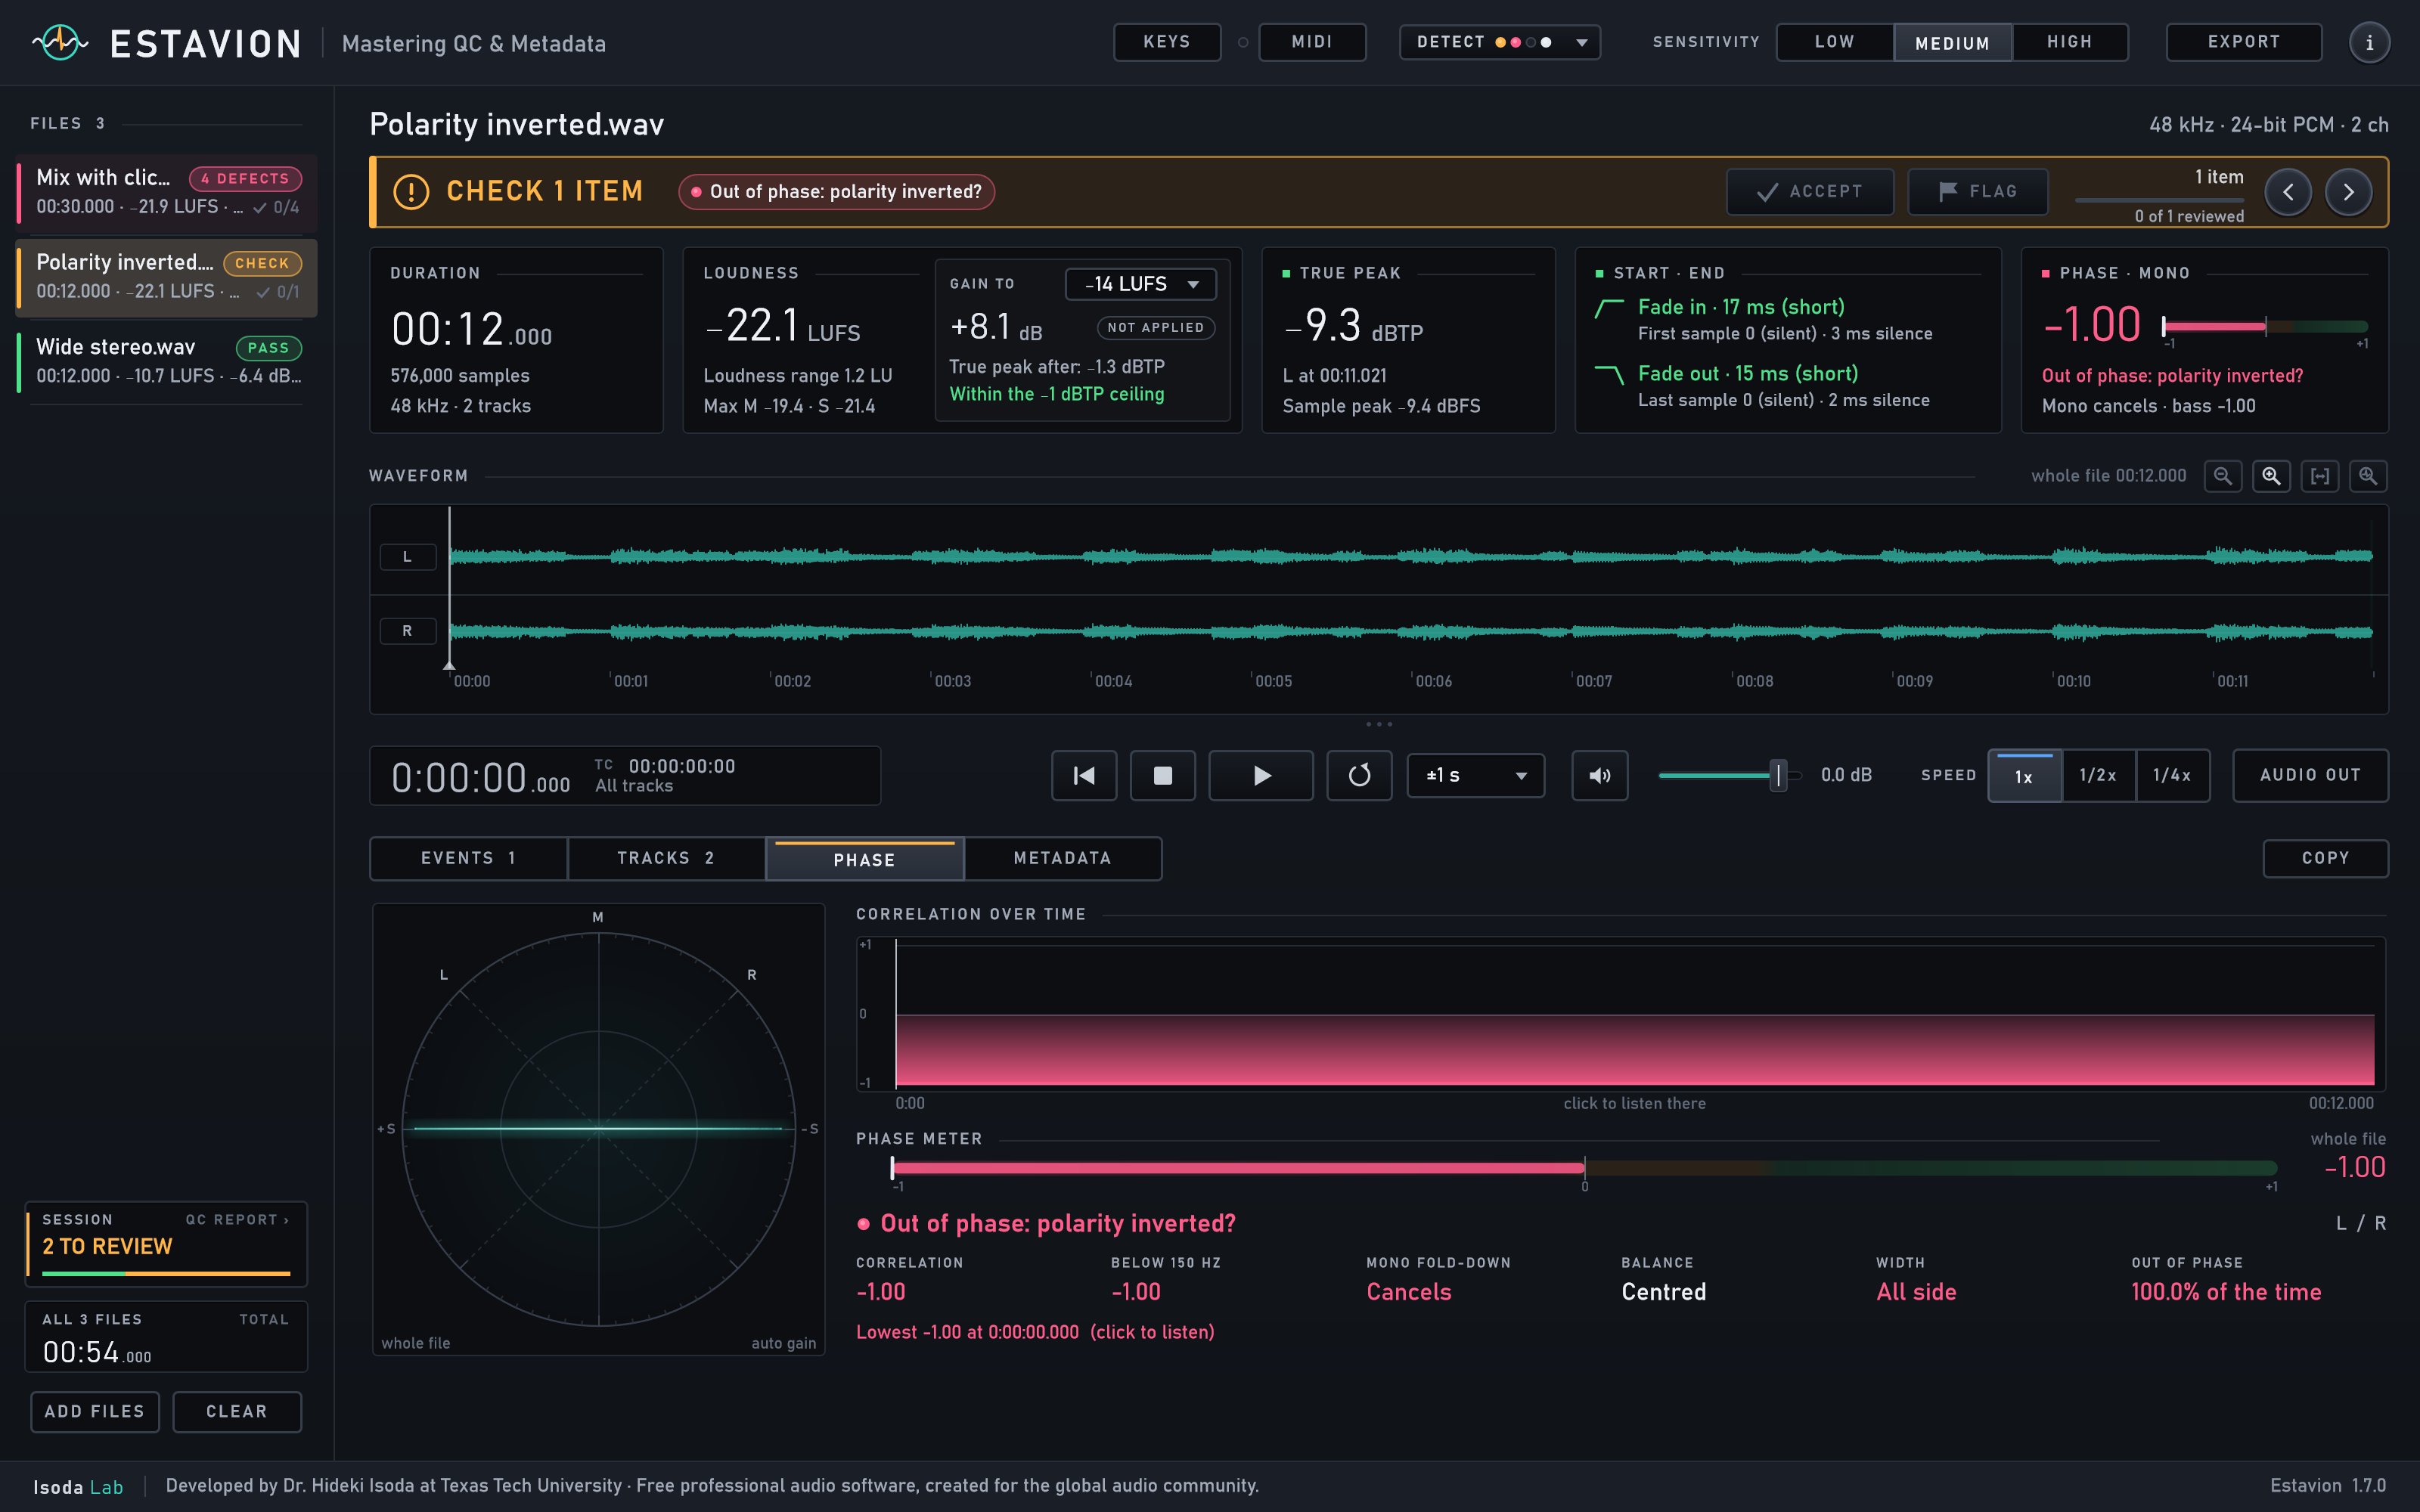 ESTAVION Mastering QC & Metadata KEYS MIDI DETECT SENSITIVITY LOW MEDIUM HIGH EXPORT i
FILES 3
Mix with clic... 4 DEFECTS
00:30.000 · -21.9 LUFS · ... 0/4
Polarity inverted.... CHECK
00:12.000 · -22.1 LUFS · ... 0/1
Wide stereo.wav PASS
00:12.000 · -10.7 LUFS · -6.4 dB...
SESSION QC REPORT ›
2 TO REVIEW
ALL 3 FILES TOTAL
00:54.000
ADD FILES CLEAR
Polarity inverted.wav 48 kHz · 24-bit PCM · 2 ch
CHECK 1 ITEM Out of phase: polarity inverted? ACCEPT FLAG
1 item
0 of 1 reviewed
DURATION
00:12.000
576,000 samples
48 kHz · 2 tracks
LOUDNESS
-22.1 LUFS
Loudness range 1.2 LU
Max M -19.4 · S -21.4
GAIN TO -14 LUFS
+8.1 dB NOT APPLIED
True peak after: -1.3 dBTP
Within the -1 dBTP ceiling
TRUE PEAK
-9.3 dBTP
L at 00:11.021
Sample peak -9.4 dBFS
START · END
Fade in · 17 ms (short)
First sample 0 (silent) · 3 ms silence
Fade out · 15 ms (short)
Last sample 0 (silent) · 2 ms silence
PHASE · MONO
-1.00
-1 +1
Out of phase: polarity inverted?
Mono cancels · bass -1.00
WAVEFORM whole file 00:12.000
L
R
00:00 00:01 00:02 00:03 00:04 00:05 00:06 00:07 00:08 00:09 00:10 00:11
0:00:00.000 TC 00:00:00:00
All tracks
±1 s 0.0 dB SPEED 1x 1/2x 1/4x AUDIO OUT
EVENTS 1 TRACKS 2 PHASE METADATA COPY
M
L R
+S -S
whole file auto gain
CORRELATION OVER TIME
+1
0
-1
0:00 click to listen there 00:12.000
PHASE METER whole file
-1.00
-1 0 +1
Out of phase: polarity inverted? L / R
CORRELATION BELOW 150 HZ MONO FOLD-DOWN BALANCE WIDTH OUT OF PHASE
-1.00 -1.00 Cancels Centred All side 100.0% of the time
Lowest -1.00 at 0:00:00.000 (click to listen)
Isoda Lab Developed by Dr. Hideki Isoda at Texas Tech University · Free professional audio software, created for the global audio community. Estavion 1.7.0